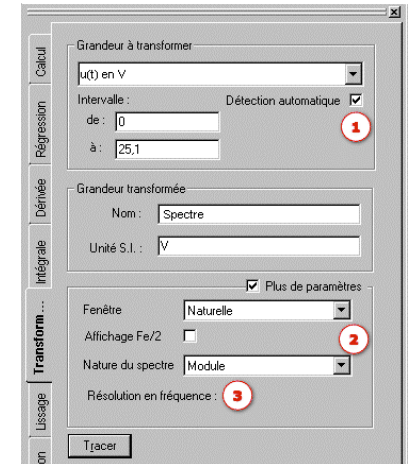 Calcul
Régression
Dérivée
Intégrale
Transform...
Lissage
Grandeur à transformer
u(t) en V
Intervalle :
Détection automatique
de : 0
1
à : 25,1
Grandeur transformée
Nom : Spectre
Unité S.I. : V
Plus de paramètres
Fenêtre Naturelle
Affichage Fe/2
2
Nature du spectre Module
Résolution en fréquence : 3
Tracer